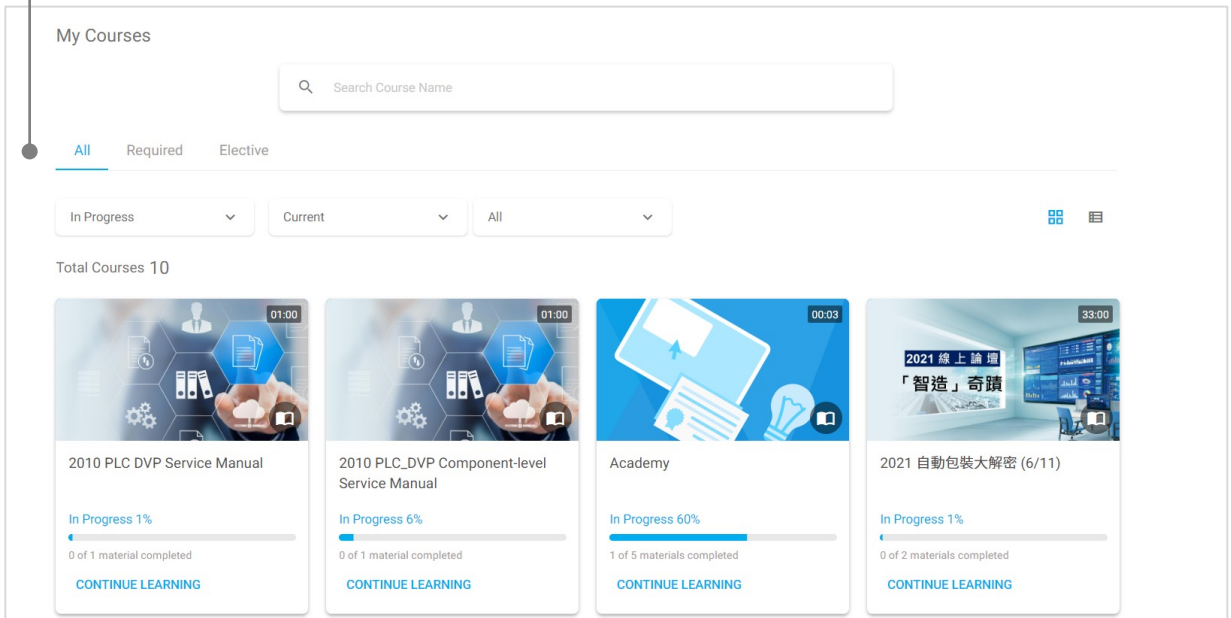 My Courses
Search Course Name
All Required Elective
In Progress Current All
Total Courses 10
01:00 01:00 00:03 33:00
2021 線上論壇
「智造」奇蹟
2010 PLC DVP Service Manual
2010 PLC_DVP Component-level
Service Manual
Academy
2021 自動包裝大解密 (6/11)
In Progress 1% In Progress 6% In Progress 60% In Progress 1%
0 of 1 material completed 0 of 1 material completed 1 of 5 materials completed 0 of 2 materials completed
CONTINUE LEARNING CONTINUE LEARNING CONTINUE LEARNING CONTINUE LEARNING